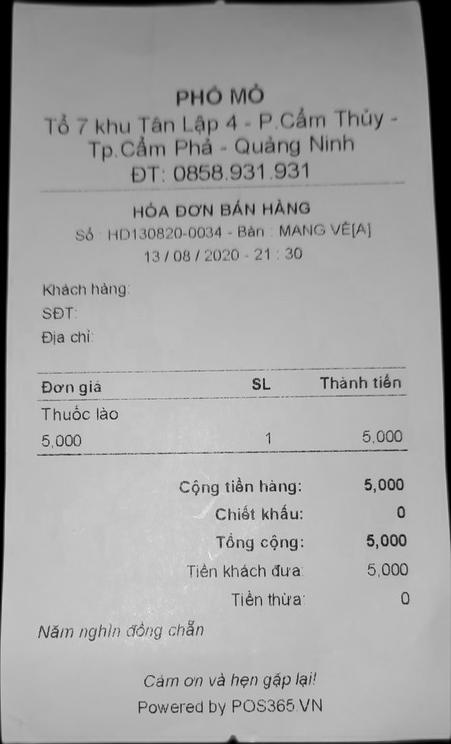 PHỐ MỎ
Tổ 7 khu Tân Lập 4 - P.Cẩm Thủy -
Tp.Cẩm Phả - Quảng Ninh
ĐT: 0858.931.931
HÓA ĐƠN BÁN HÀNG
Số : HD130820-0034 - Bàn : MANG VỀ[A]
13 / 08 / 2020 - 21 : 30
Khách hàng:
SĐT:
Địa chỉ:
Đơn giá SL Thành tiền
Thuốc lào
5,000 1 5,000
Cộng tiền hàng: 5,000
Chiết khấu: 0
Tổng cộng: 5,000
Tiền khách đưa: 5,000
Tiền thừa: 0
Năm nghìn đồng chẵn
Cảm ơn và hẹn gặp lại!
Powered by POS365.VN